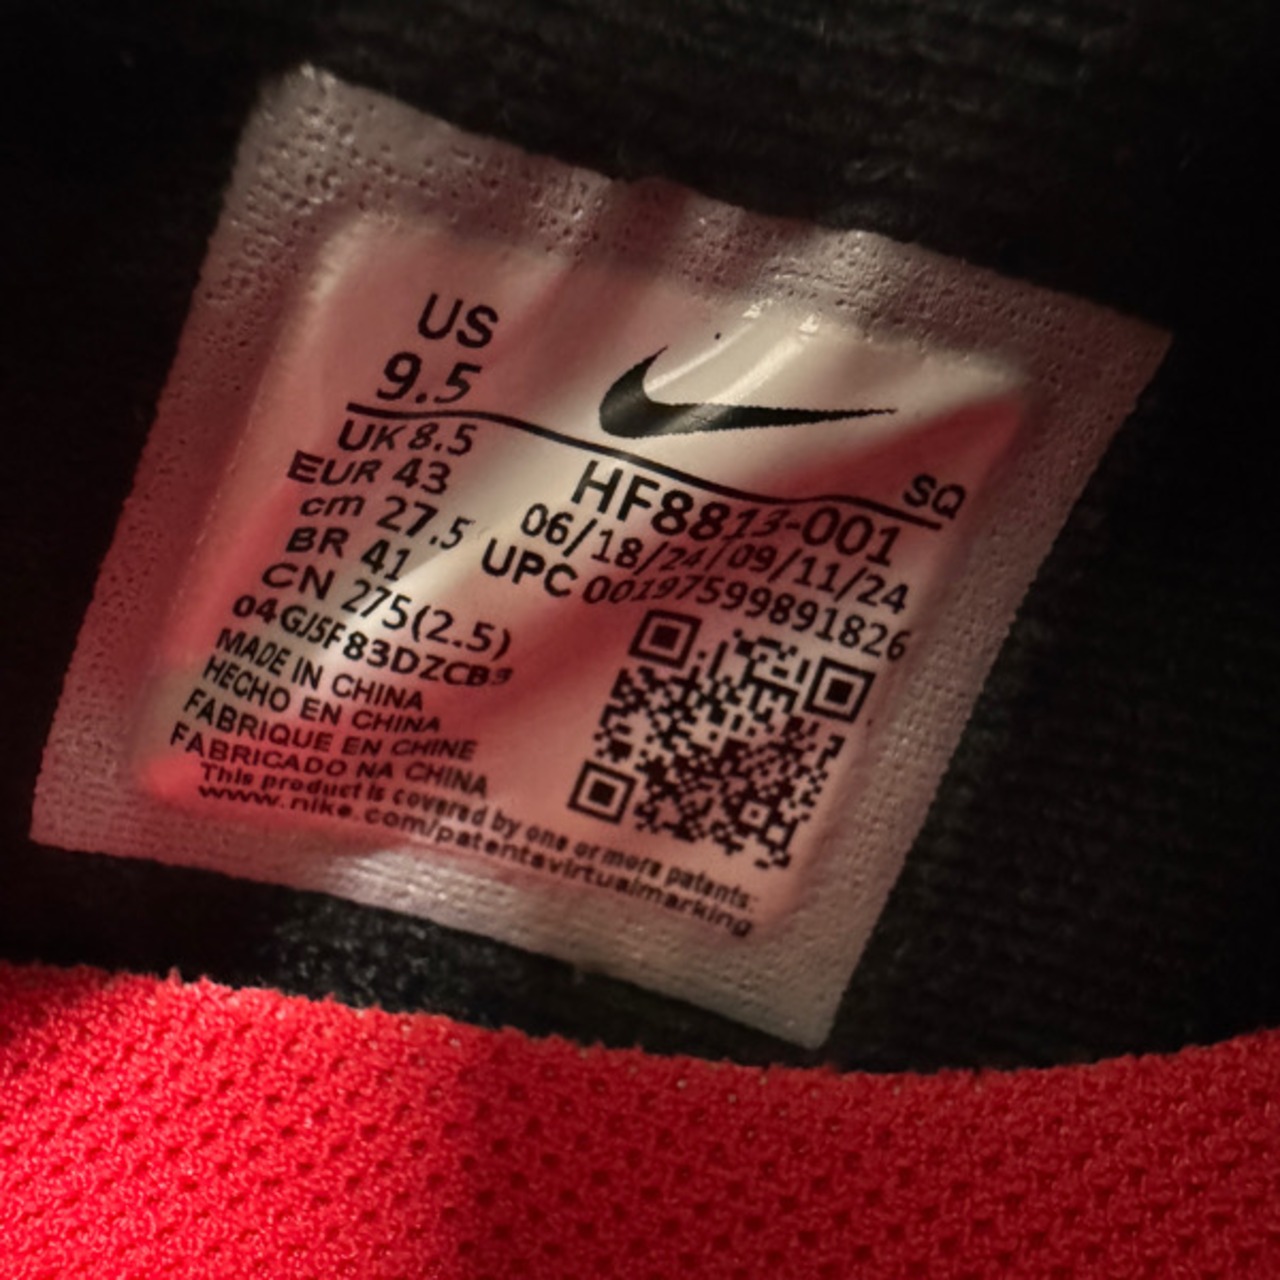 US
9.5
SQ
UK 8.5
EUR 43
cm 27.5
BR 41
CN 275(2.5)
HF8813-001
06/18/24/09/11/24
UPC 00197599891826
MADE IN CHINA
HECHO EN CHINA
FABRIQUE EN CHINE
FABRICADO NA CHINA
This product is covered by one or more patents:
www.nike.com/patentsvirtualmarking